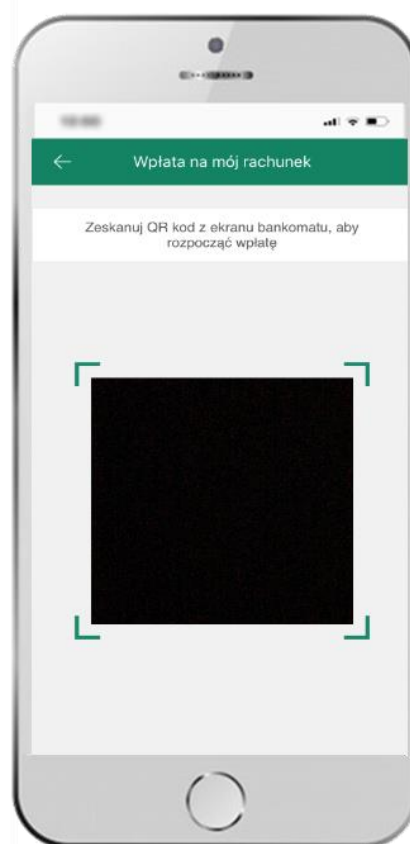 Wpłata na mój rachunek
Zeskanuj QR kod z ekranu bankomatu, aby
rozpocząć wpłatę